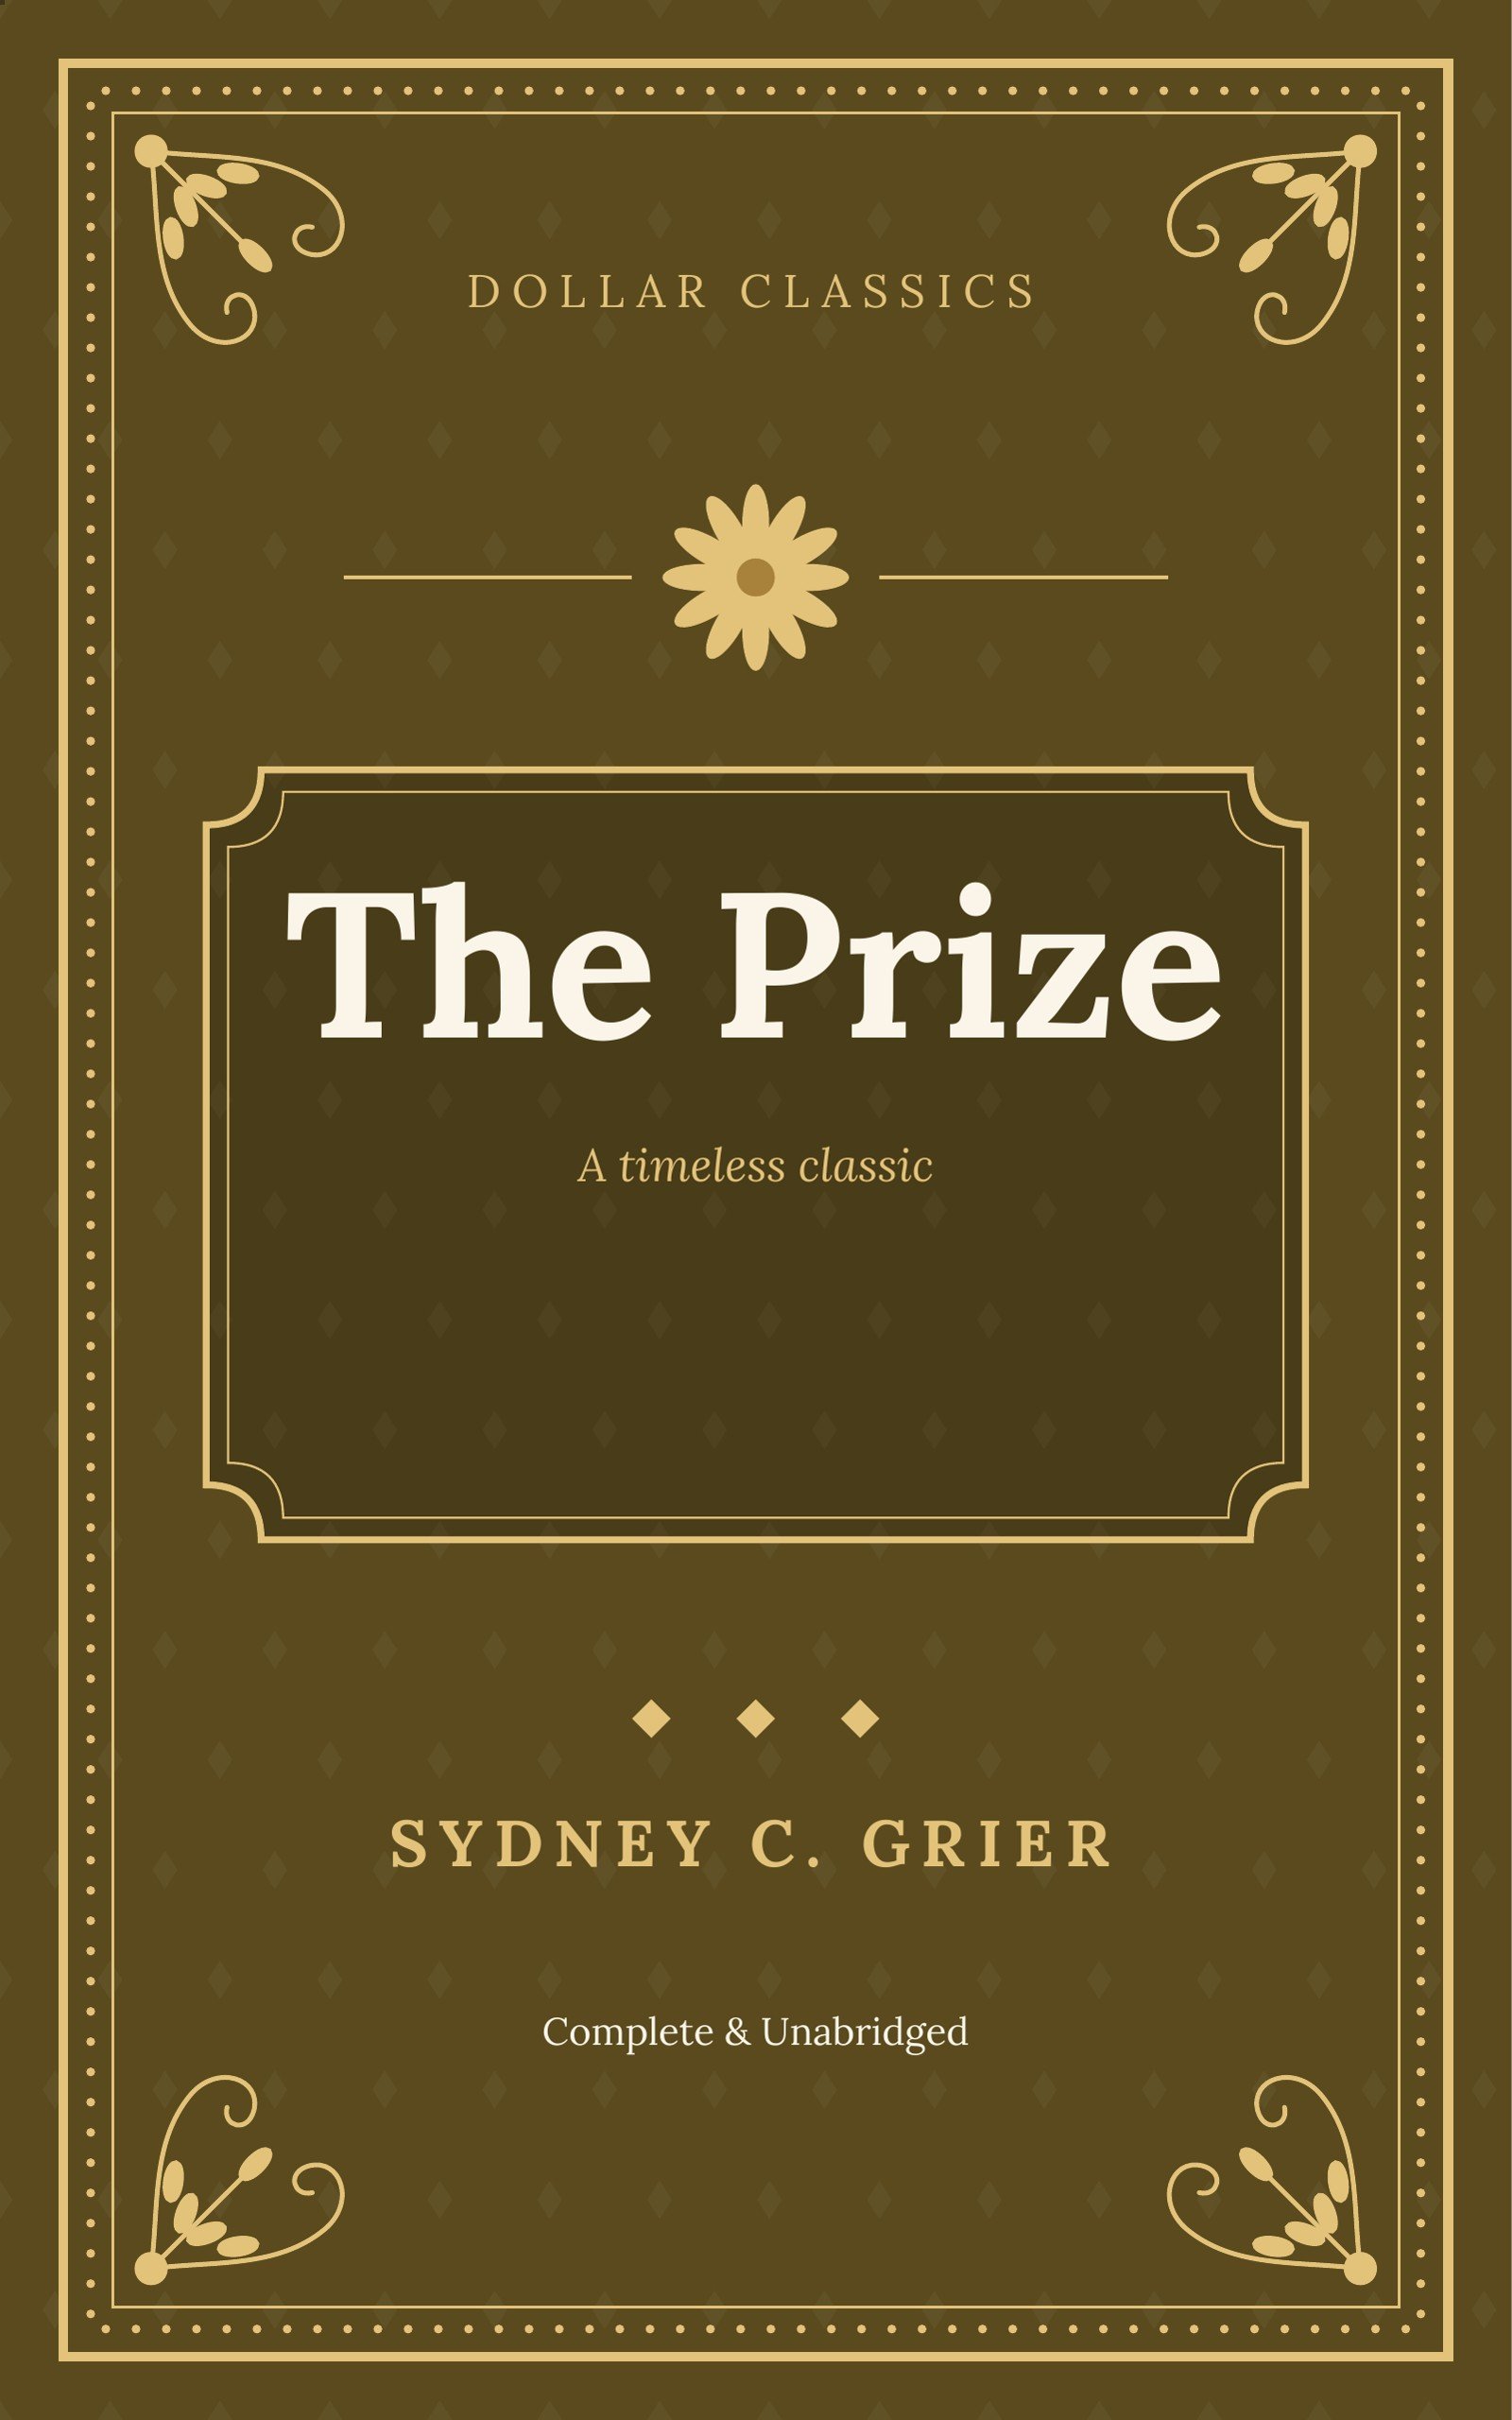 DOLLAR CLASSICS
The Prize
A timeless classic
SYDNEY C. GRIER
Complete & Unabridged